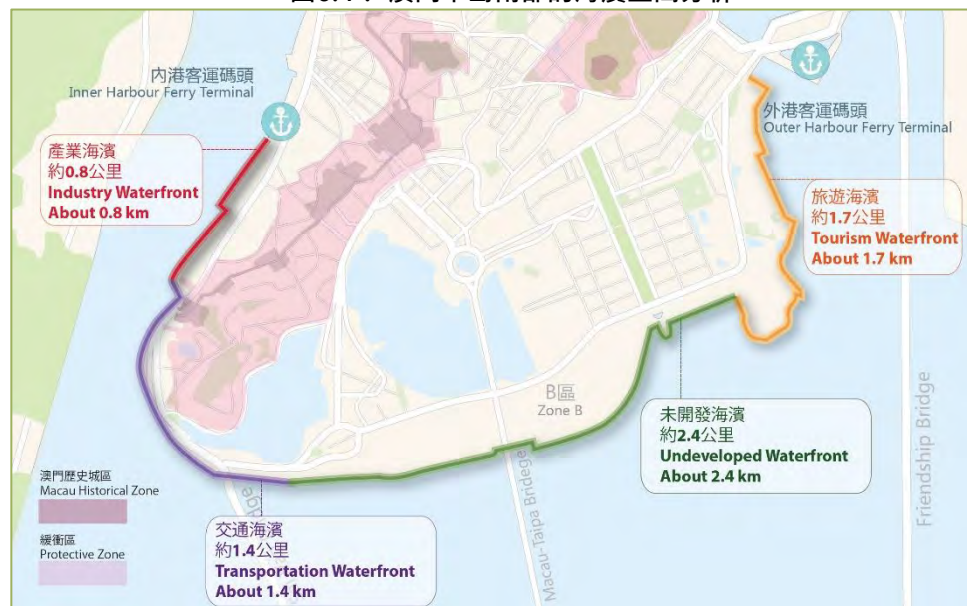 內港客運碼頭
Inner Harbour Ferry Terminal
外港客運碼頭
Outer Harbour Ferry Terminal
產業海濱
約0.8公里
Industry Waterfront
About 0.8 km
旅遊海濱
約1.7公里
Tourism Waterfront
About 1.7 km
B區
Zone B
未開發海濱
約2.4公里
Undeveloped Waterfront
About 2.4 km
澳門歷史城區
Macau Historical Zone
緩衝區
Protective Zone
交通海濱
約1.4公里
Transportation Waterfront
About 1.4 km
Macau-Taipa Bridege
Friendship Bridge